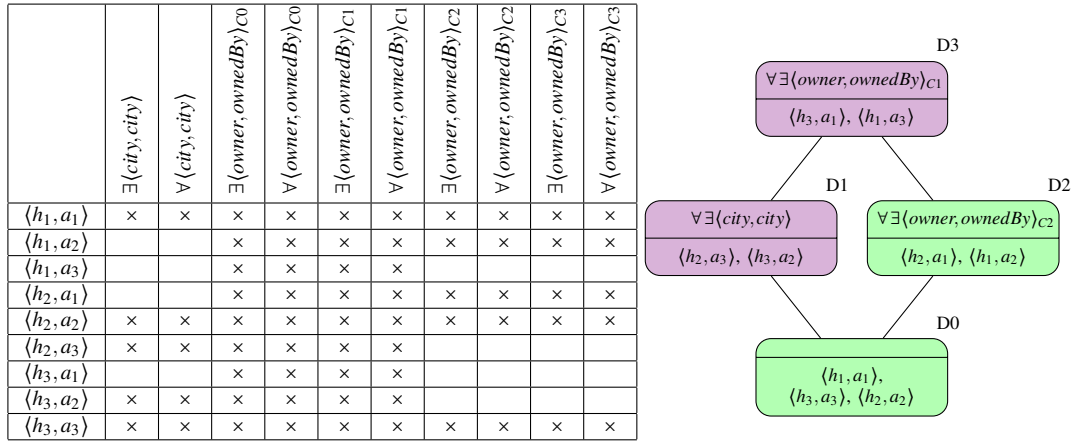 ∃⟨city,city⟩
∀⟨city,city⟩
∃⟨owner,ownedBy⟩C0
∀⟨owner,ownedBy⟩C0
∃⟨owner,ownedBy⟩C1
∀⟨owner,ownedBy⟩C1
∃⟨owner,ownedBy⟩C2
∀⟨owner,ownedBy⟩C2
∃⟨owner,ownedBy⟩C3
∀⟨owner,ownedBy⟩C3
⟨h1,a1⟩ × × × × × × × × × ×
⟨h1,a2⟩ × × × × × × × ×
⟨h1,a3⟩ × × × ×
⟨h2,a1⟩ × × × × × × × ×
⟨h2,a2⟩ × × × × × × × × × ×
⟨h2,a3⟩ × × × × × ×
⟨h3,a1⟩ × × × ×
⟨h3,a2⟩ × × × × × ×
⟨h3,a3⟩ × × × × × × × × × ×
D3
∀∃⟨owner,ownedBy⟩C1
⟨h3,a1⟩, ⟨h1,a3⟩
D1
∀∃⟨city,city⟩
⟨h2,a3⟩, ⟨h3,a2⟩
D2
∀∃⟨owner,ownedBy⟩C2
⟨h2,a1⟩, ⟨h1,a2⟩
D0
⟨h1,a1⟩,
⟨h3,a3⟩, ⟨h2,a2⟩